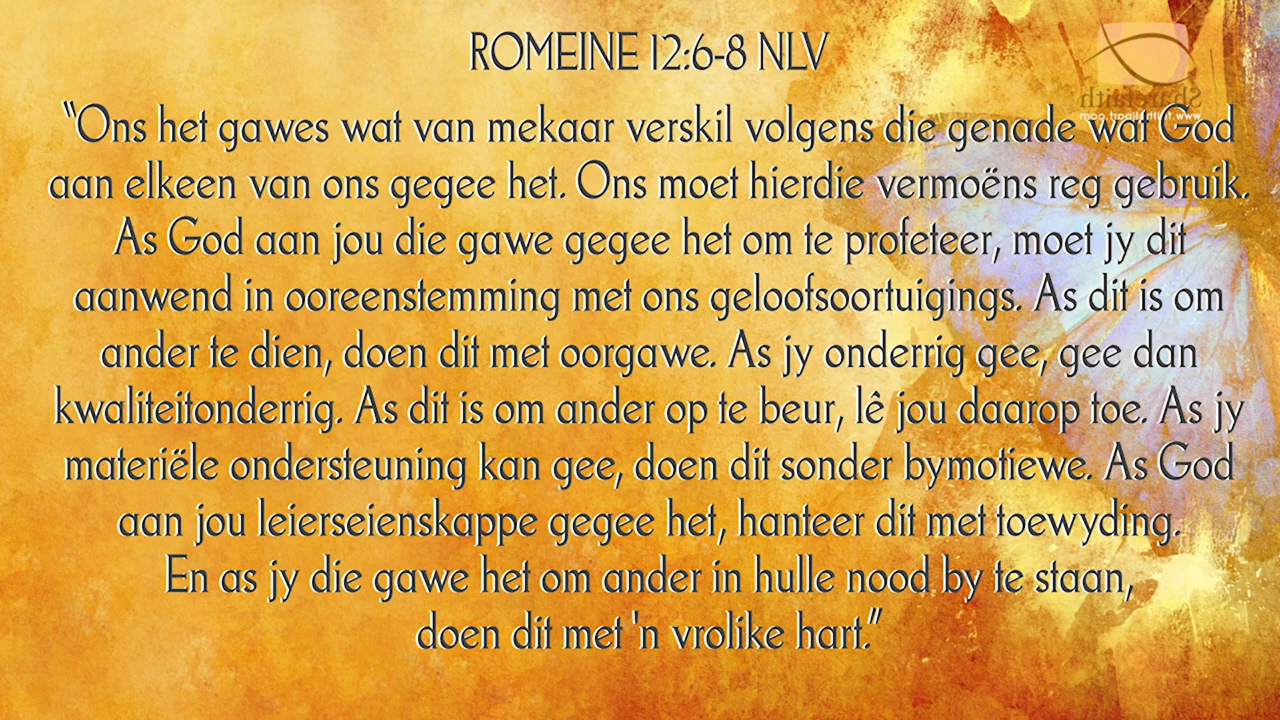 ROMEINE 12:6-8 NLV
Sharefaith
“Ons het gawes wat van mekaar verskil volgens die genade wat God
aan elkeen van ons gegee het. Ons moet hierdie vermoëns reg gebruik.
As God aan jou die gawe gegee het om te profeteer, moet jy dit
aanwend in ooreenstemming met ons geloofsoortuigings. As dit is om
ander te dien, doen dit met oorgawe. As jy onderrig gee, gee dan
kwaliteitonderrig. As dit is om ander op te beur, lê jou daarop toe. As jy
materiële ondersteuning kan gee, doen dit sonder bymotiewe. As God
aan jou leierseienskappe gegee het, hanteer dit met toewyding.
En as jy die gawe het om ander in hulle nood by te staan,
doen dit met 'n vrolike hart.”